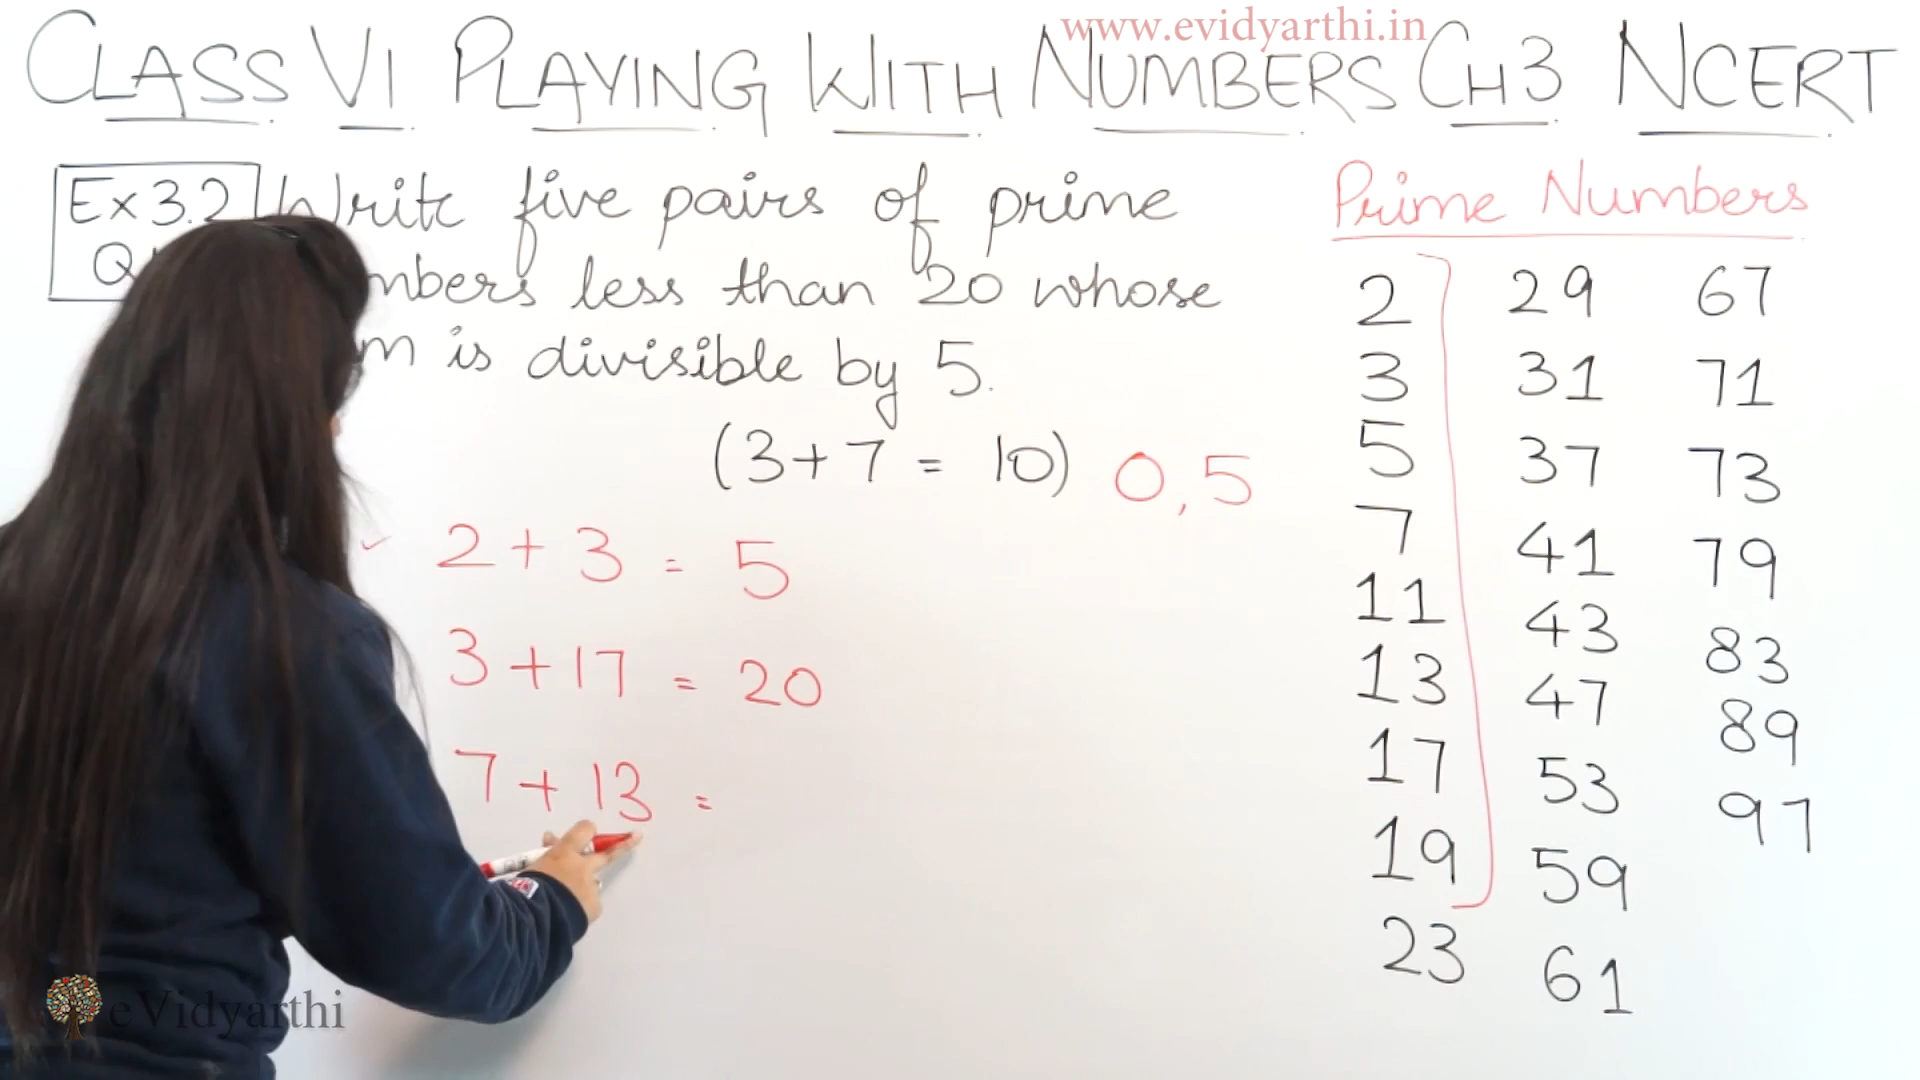 www.evidyarthi.in
CLASS VI PLAYING WITH NUMBERS CH3 NCERT
Ex 3.2 Write five pairs of prime
Q
mbers less than 20 whose
m is divisible by 5.
(3+7 = 10) 0,5
2 + 3 = 5
3 + 17 = 20
7 + 13 =
Prime Numbers
2 29 67
3 31 71
5 37 73
7 41 79
11 43 83
13 47 89
17 53 97
19 59
23 61
eVidyarthi